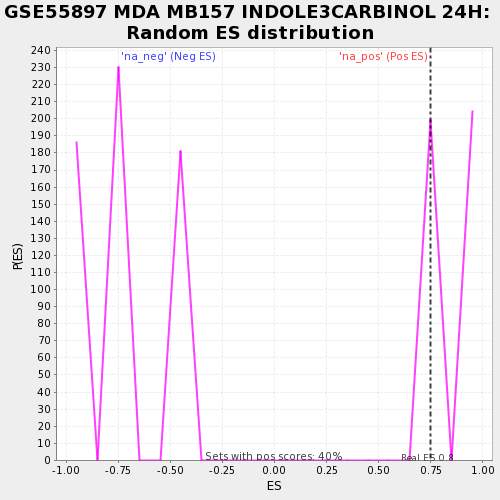 GSE55897 MDA MB157 INDOLE3CARBINOL 24H:
Random ES distribution
'na_neg' (Neg ES)
'na_pos' (Pos ES)
240
230
220
210
200
190
180
170
160
150
140
130
120
110
100
90
80
70
60
50
40
30
20
10
0
P(ES)
Sets with pos scores: 40%
Real ES 0.8
-1.00 -0.75 -0.50 -0.25 0.00 0.25 0.50 0.75 1.00
ES